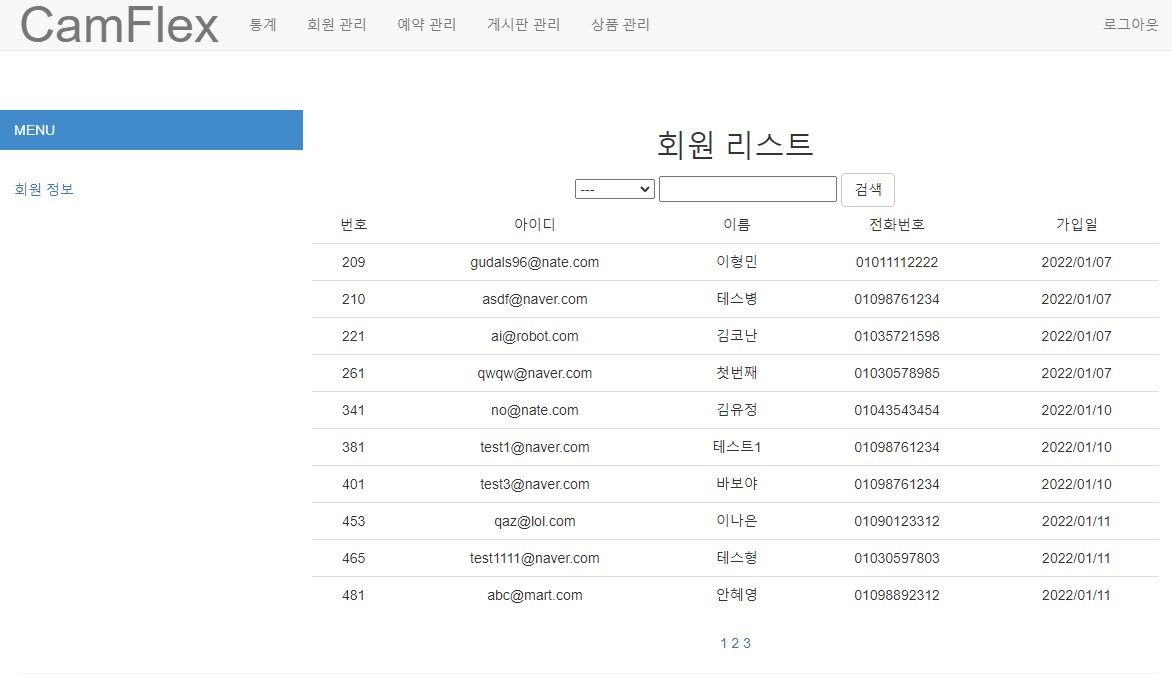 CamFlex 통계 회원 관리 예약 관리 게시판 관리 상품 관리 로그아웃
MENU
회원 정보
회원 리스트
--- 검색
번호 아이디 이름 전화번호 가입일
209 gudals96@nate.com 이형민 01011112222 2022/01/07
210 asdf@naver.com 테스병 01098761234 2022/01/07
221 ai@robot.com 김코난 01035721598 2022/01/07
261 qwqw@naver.com 첫번째 01030578985 2022/01/07
341 no@nate.com 김유정 01043543454 2022/01/10
381 test1@naver.com 테스트1 01098761234 2022/01/10
401 test3@naver.com 바보야 01098761234 2022/01/10
453 qaz@lol.com 이나은 01090123312 2022/01/11
465 test1111@naver.com 테스형 01030597803 2022/01/11
481 abc@mart.com 안혜영 01098892312 2022/01/11
1 2 3